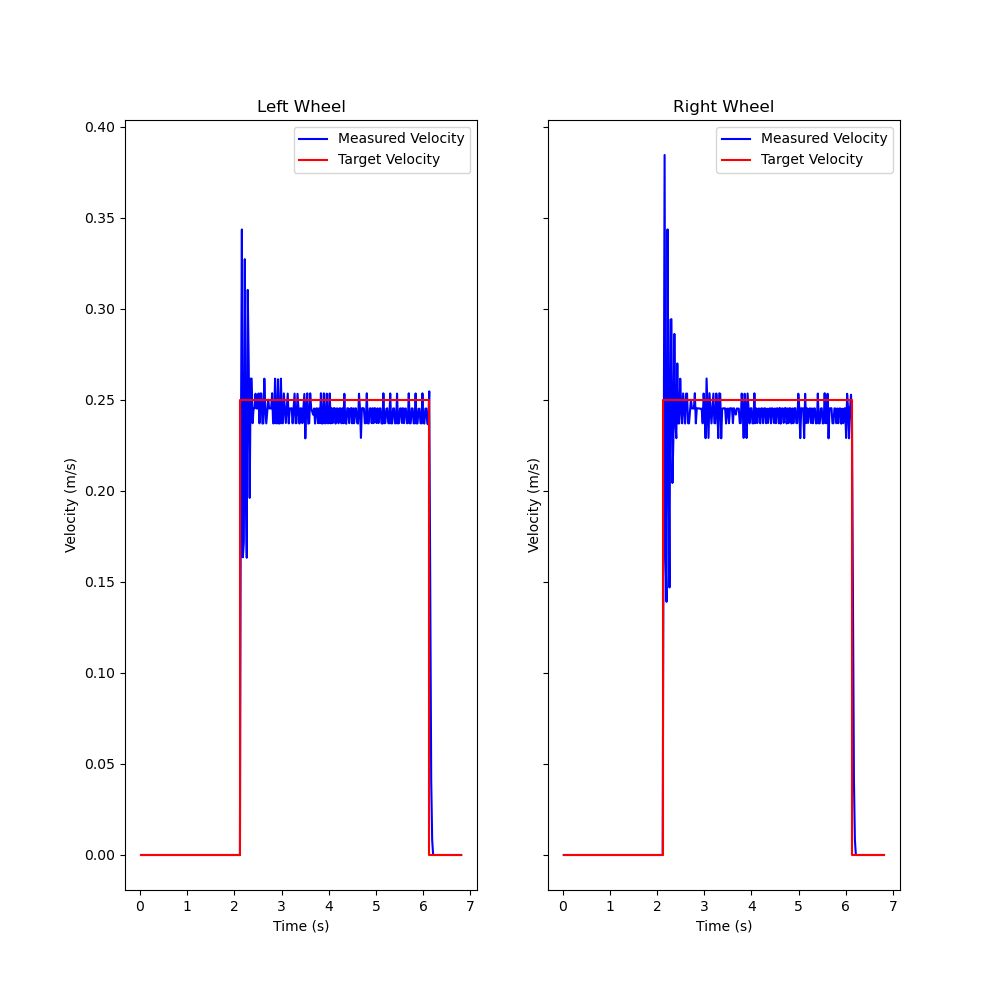 Left Wheel
Measured Velocity
Target Velocity
0.40
0.35
0.30
0.25
0.20
0.15
0.10
0.05
0.00
Velocity (m/s)
0 1 2 3 4 5 6 7
Time (s)
Right Wheel
Measured Velocity
Target Velocity
Velocity (m/s)
0 1 2 3 4 5 6 7
Time (s)